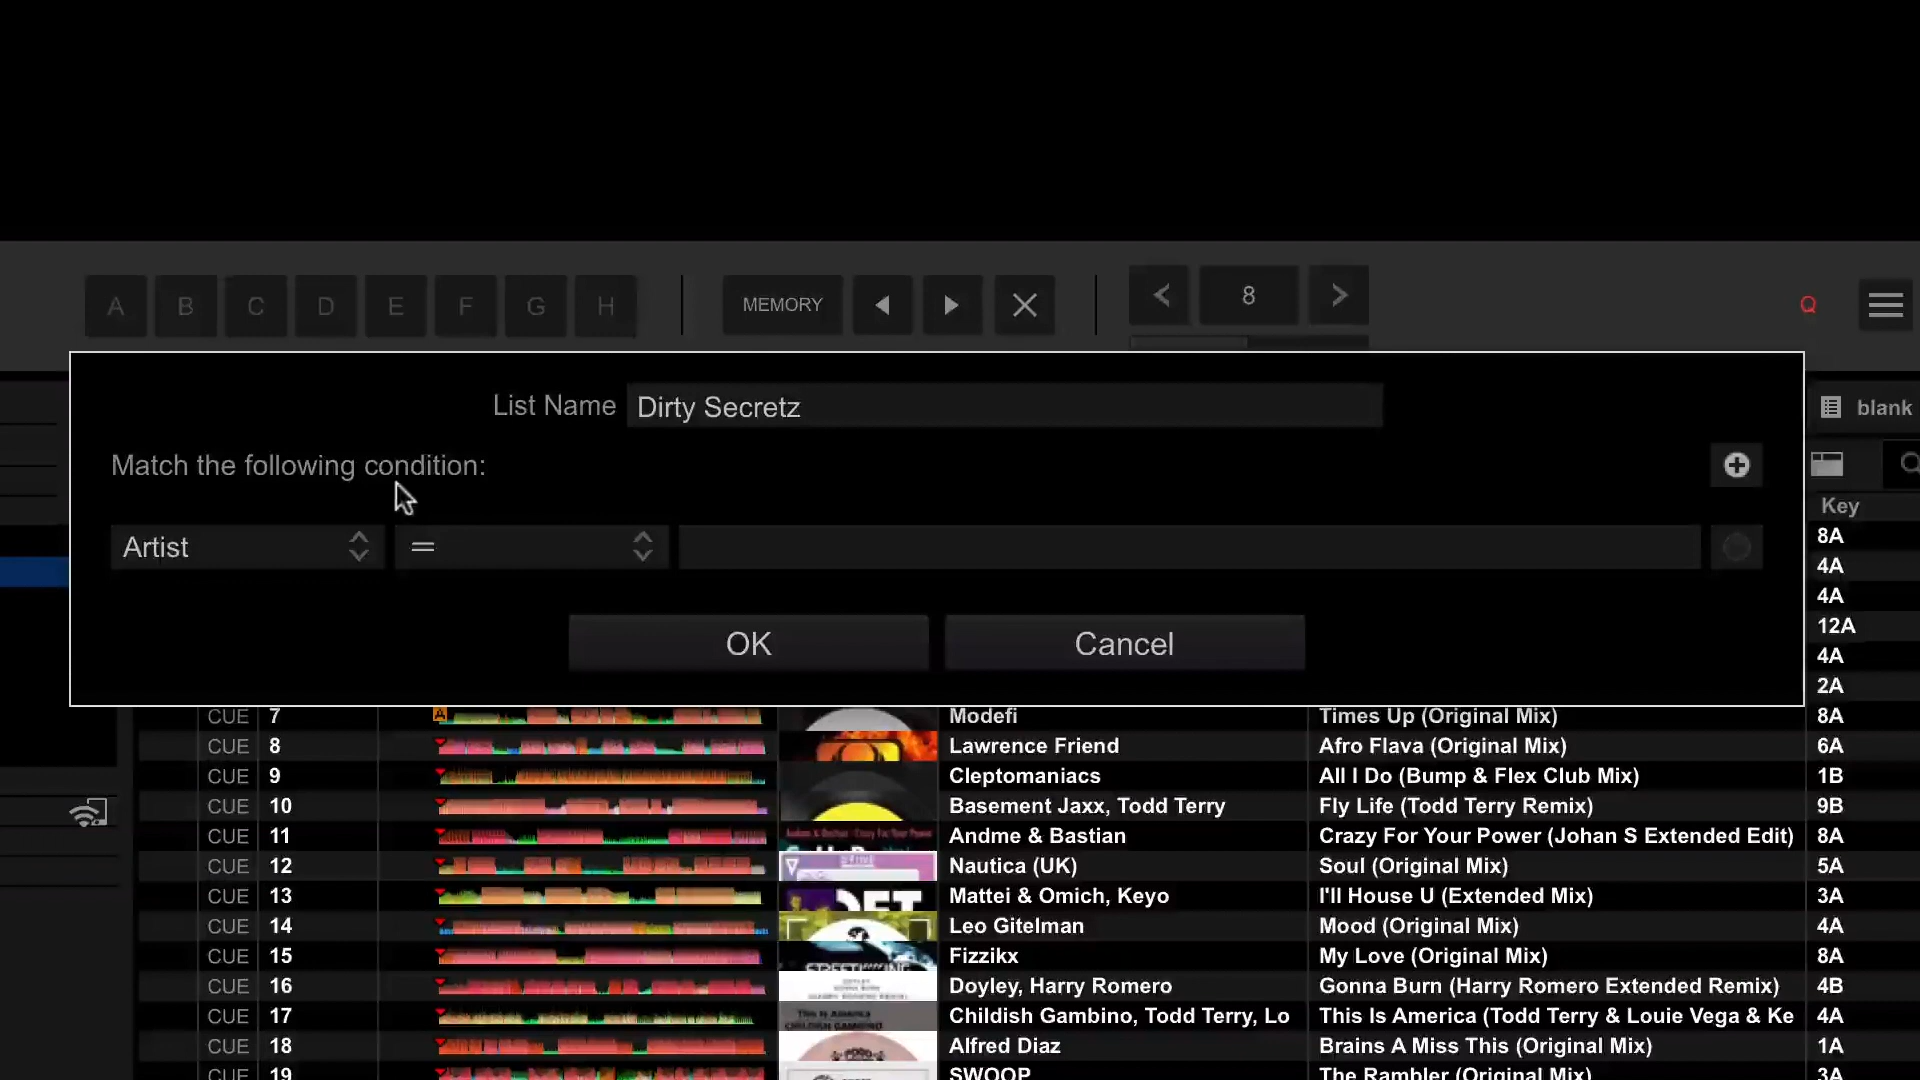 A B C D E F G H MEMORY 8 Q
List Name Dirty Secretz
blank
Match the following condition:
Key
Artist =
8A
4A
4A
12A
OK Cancel
4A
2A
CUE 7 A Modefi Times Up (Original Mix) 8A
CUE 8 Lawrence Friend Afro Flava (Original Mix) 6A
CUE 9 Cleptomaniacs All I Do (Bump & Flex Club Mix) 1B
CUE 10 Basement Jaxx, Todd Terry Fly Life (Todd Terry Remix) 9B
CUE 11 Andme & Bastian Crazy For Your Power (Johan S Extended Edit) 8A
CUE 12 Nautica (UK) Soul (Original Mix) 5A
CUE 13 Mattei & Omich, Keyo I'll House U (Extended Mix) 3A
CUE 14 Leo Gitelman Mood (Original Mix) 4A
CUE 15 Fizzikx My Love (Original Mix) 8A
CUE 16 Doyley, Harry Romero Gonna Burn (Harry Romero Extended Remix) 4B
CUE 17 This Is America Childish Gambino, Todd Terry, Lo This Is America (Todd Terry & Louie Vega & Ke 4A
CUE 18 Alfred Diaz Brains A Miss This (Original Mix) 1A
CUE 19 SWOOP The Rambler (Original Mix) 3A